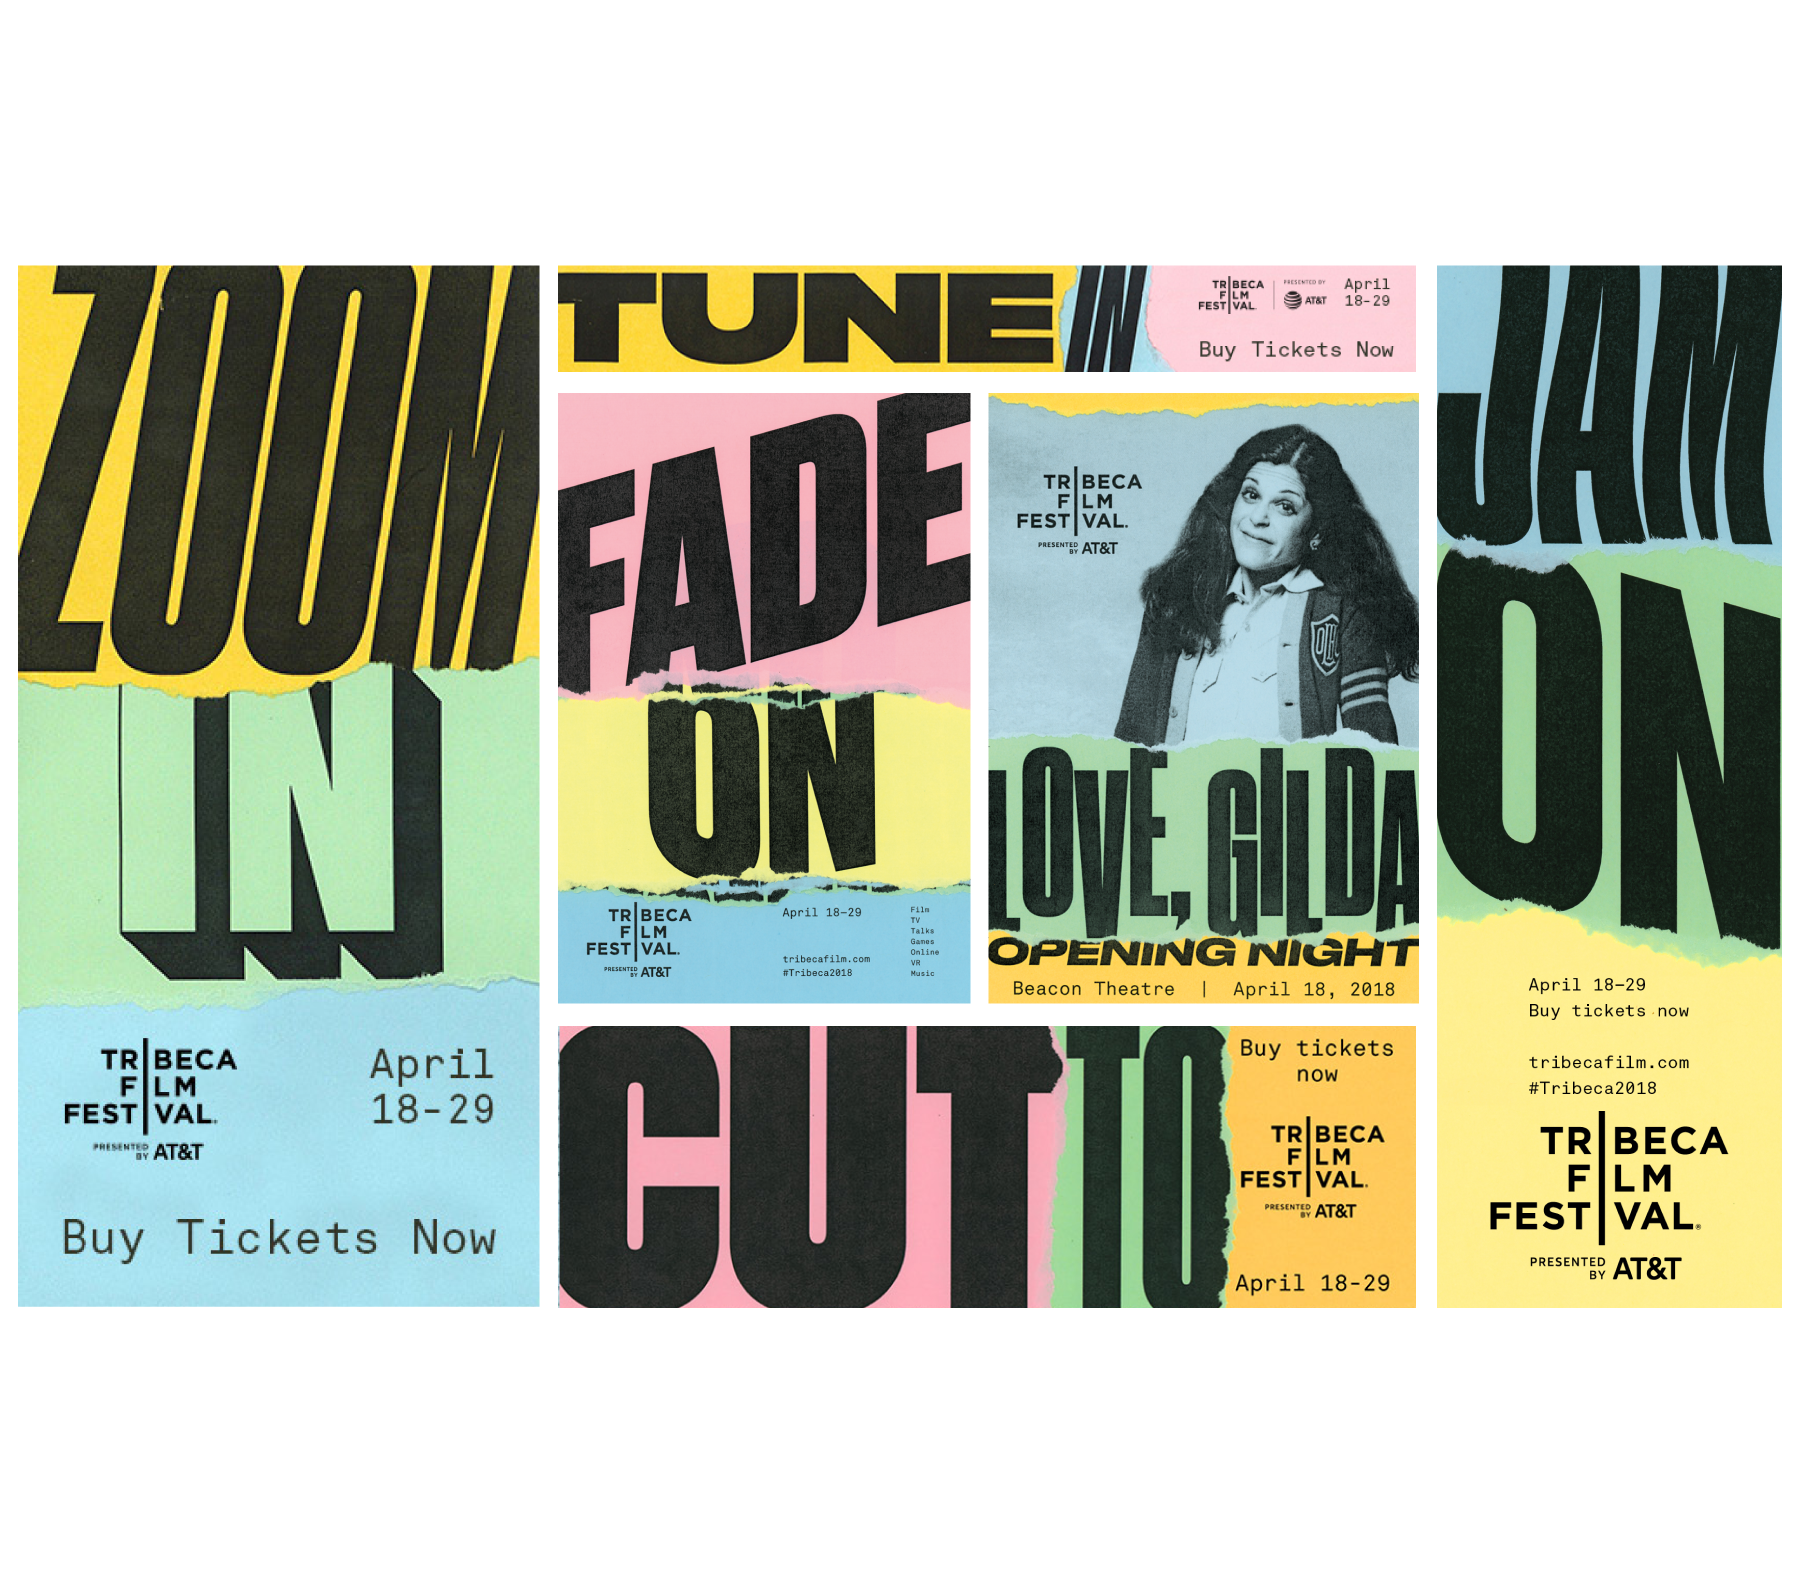 ZOOM
IN
TR BECA
F LM
FEST VAL.
PRESENTED
BY AT&T
April
18-29
Buy Tickets Now
TUNE IN
TR BECA
F LM
FEST VAL.
PRESENTED BY
AT&T
April
18-29
Buy Tickets Now
FADE
ON
TR BECA
F LM
FEST VAL.
PRESENTED
BY AT&T
April 18–29
tribecafilm.com
#Tribeca2018
Film
TV
Talks
Games
Online
VR
Music
TR BECA
F LM
FEST VAL.
PRESENTED
BY AT&T
LOVE, GILDA
OPENING NIGHT
Beacon Theatre | April 18, 2018
CUT TO
Buy tickets
now
TR BECA
F LM
FEST VAL.
PRESENTED
BY AT&T
April 18-29
JAM
ON
April 18–29
Buy tickets now
tribecafilm.com
#Tribeca2018
TR BECA
F LM
FEST VAL.®
PRESENTED
BY AT&T